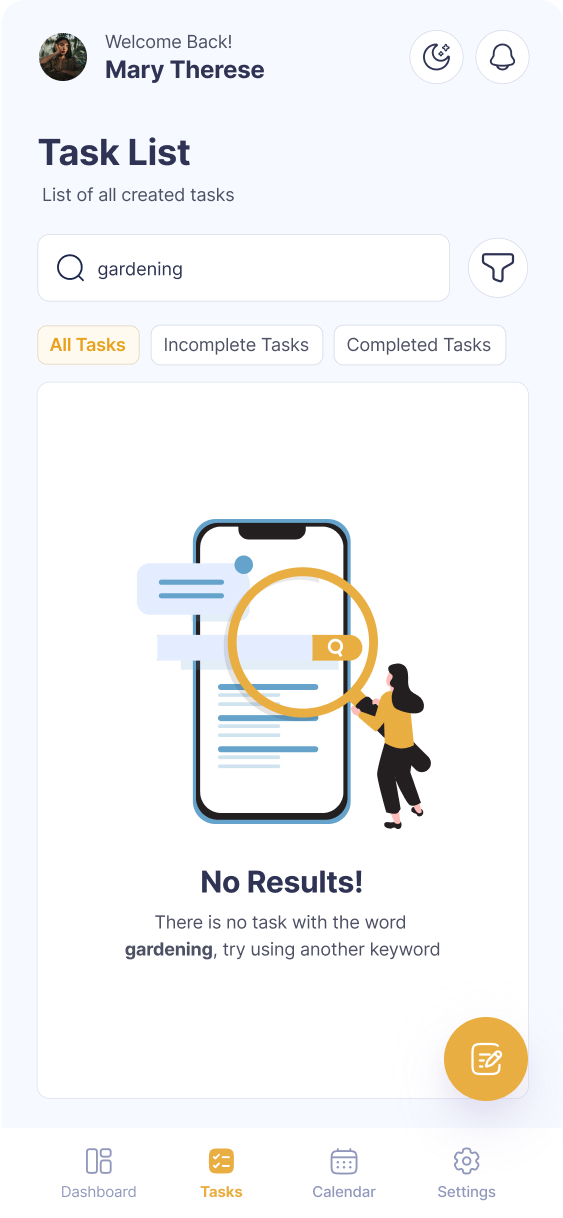 Welcome Back!
Mary Therese
Task List
List of all created tasks
gardening
All Tasks
Incomplete Tasks
Completed Tasks
No Results!
There is no task with the word
gardening, try using another keyword
Dashboard
Tasks
Calendar
Settings